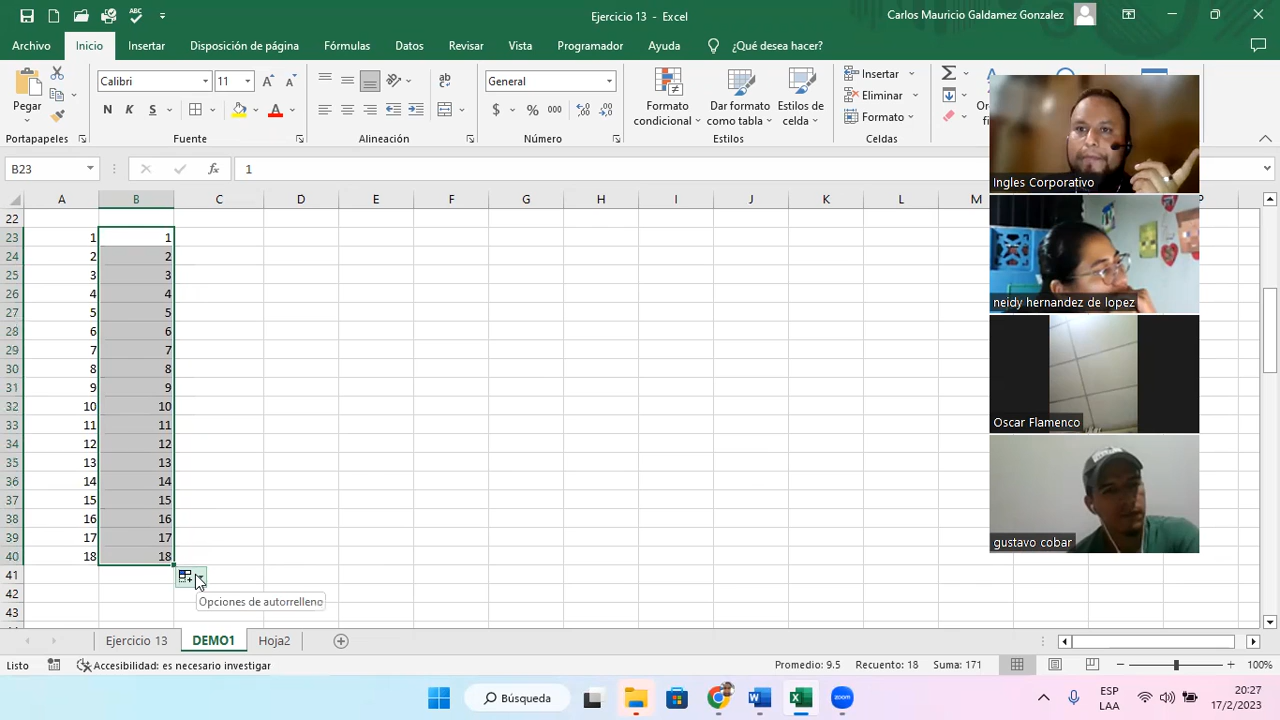 Ejercicio 13 - Excel
Carlos Mauricio Galdamez Gonzalez
Archivo Inicio Insertar Disposición de página Fórmulas Datos Revisar Vista Programador Ayuda ¿Qué desea hacer?
Pegar
Calibri 11
N K S
General
Formato condicional
Dar formato como tabla
Estilos de celda
Insertar
Eliminar
Formato
Portapapeles Fuente Alineación Número Estilos Celdas
B23 1
A B C D E F G H I J K L M
22
23 1 1
24 2 2
25 3 3
26 4 4
27 5 5
28 6 6
29 7 7
30 8 8
31 9 9
32 10 10
33 11 11
34 12 12
35 13 13
36 14 14
37 15 15
38 16 16
39 17 17
40 18 18
41
42
43
Opciones de autorrelleno
Ingles Corporativo
neidy hernandez de lopez
Oscar Flamenco
gustavo cobar
Ejercicio 13 DEMO1 Hoja2
Listo Accesibilidad: es necesario investigar Promedio: 9.5 Recuento: 18 Suma: 171 100%
Búsqueda
zoom
ESP
LAA
20:27
17/2/2023